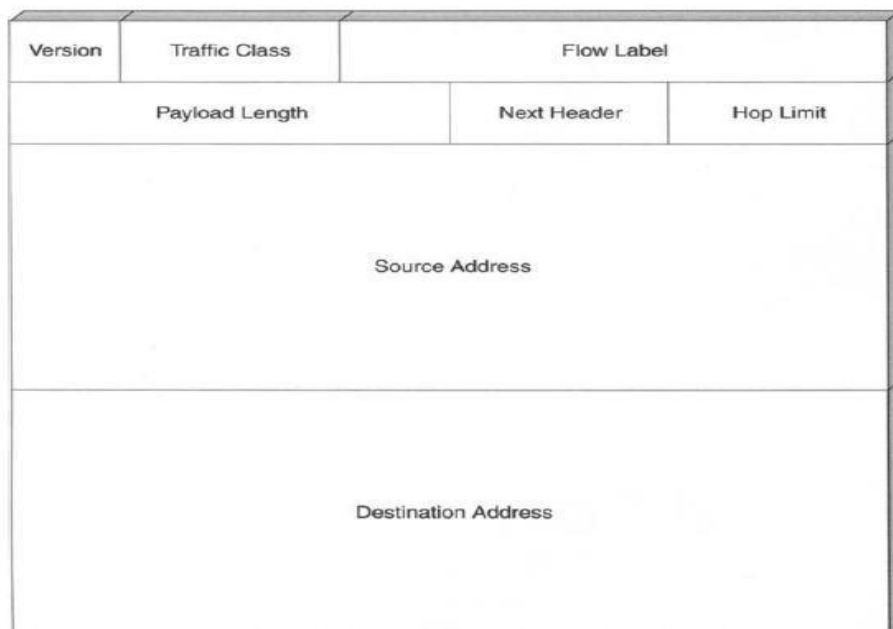 Version Traffic Class Flow Label
Payload Length Next Header Hop Limit
Source Address
Destination Address